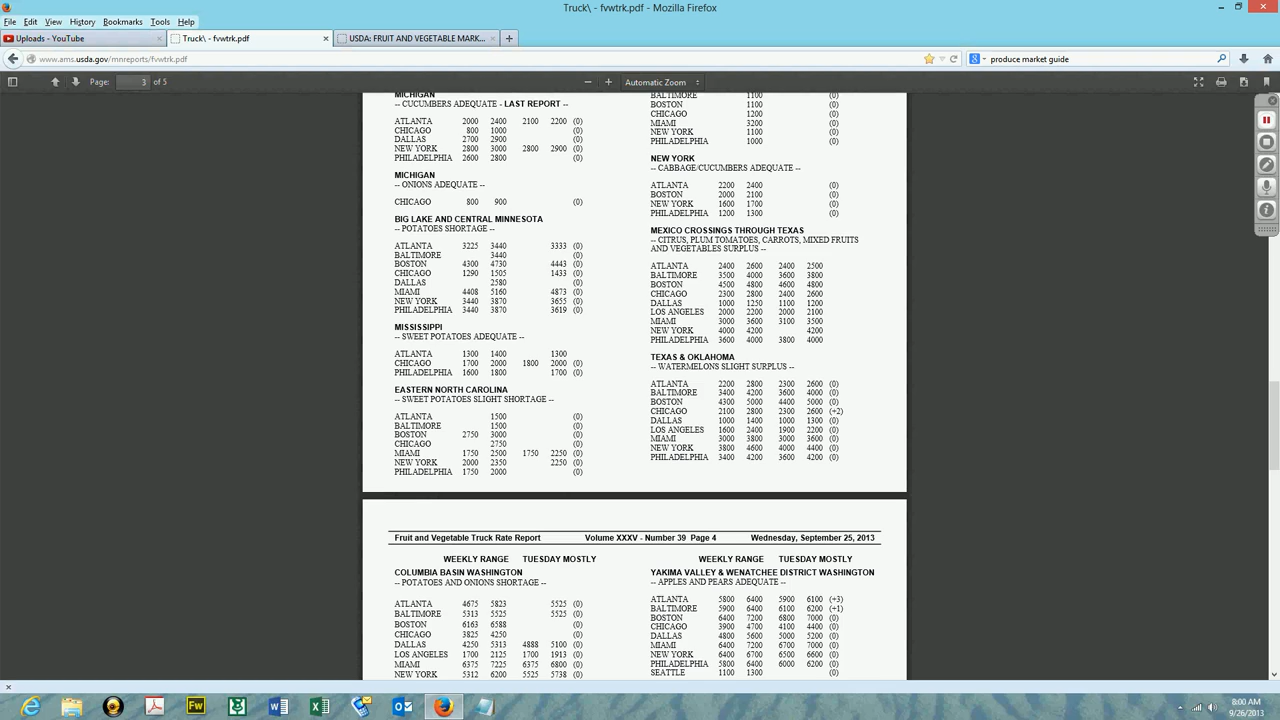 Truck\ - fvwtrk.pdf - Mozilla Firefox
File Edit View History Bookmarks Tools Help
Uploads - YouTube
Truck\ - fvwtrk.pdf
USDA: FRUIT AND VEGETABLE MARK...
www.ams.usda.gov/mnreports/fvwtrk.pdf
produce market guide
Page: 3 of 5
Automatic Zoom
MICHIGAN
-- CUCUMBERS ADEQUATE - LAST REPORT --
ATLANTA 2000 2400 2100 2200 (0)
CHICAGO 800 1000 (0)
DALLAS 2700 2900 (0)
NEW YORK 2800 3000 2800 2900 (0)
PHILADELPHIA 2600 2800 (0)
MICHIGAN
-- ONIONS ADEQUATE --
CHICAGO 800 900 (0)
BIG LAKE AND CENTRAL MINNESOTA
-- POTATOES SHORTAGE --
ATLANTA 3225 3440 3333 (0)
BALTIMORE 3440 (0)
BOSTON 4300 4730 4443 (0)
CHICAGO 1290 1505 1433 (0)
DALLAS 2580 (0)
MIAMI 4408 5160 4873 (0)
NEW YORK 3440 3870 3655 (0)
PHILADELPHIA 3440 3870 3619 (0)
MISSISSIPPI
-- SWEET POTATOES ADEQUATE --
ATLANTA 1300 1400 1300
CHICAGO 1700 2000 1800 2000 (0)
PHILADELPHIA 1600 1800 1700 (0)
EASTERN NORTH CAROLINA
-- SWEET POTATOES SLIGHT SHORTAGE --
ATLANTA 1500 (0)
BALTIMORE 1500 (0)
BOSTON 2750 3000 (0)
CHICAGO 2750 (0)
MIAMI 1750 2500 1750 2250 (0)
NEW YORK 2000 2350 2250 (0)
PHILADELPHIA 1750 2000 (0)
BALTIMORE 1100 (0)
BOSTON 1100 (0)
CHICAGO 1200 (0)
MIAMI 3200 (0)
NEW YORK 1100 (0)
PHILADELPHIA 1000 (0)
NEW YORK
-- CABBAGE/CUCUMBERS ADEQUATE --
ATLANTA 2200 2400 (0)
BOSTON 2000 2100 (0)
NEW YORK 1600 1700 (0)
PHILADELPHIA 1200 1300 (0)
MEXICO CROSSINGS THROUGH TEXAS
-- CITRUS, PLUM TOMATOES, CARROTS, MIXED FRUITS
AND VEGETABLES SURPLUS --
ATLANTA 2400 2600 2400 2500
BALTIMORE 3500 4000 3600 3800
BOSTON 4500 4800 4600 4800
CHICAGO 2300 2800 2400 2600
DALLAS 1000 1250 1100 1200
LOS ANGELES 2000 2200 2000 2100
MIAMI 3000 3600 3100 3500
NEW YORK 4000 4200 4200
PHILADELPHIA 3600 4000 3800 4000
TEXAS & OKLAHOMA
-- WATERMELONS SLIGHT SURPLUS --
ATLANTA 2200 2800 2300 2600 (0)
BALTIMORE 3400 4200 3600 4000 (0)
BOSTON 4300 5000 4400 5000 (0)
CHICAGO 2100 2800 2300 2600 (+2)
DALLAS 1000 1400 1000 1300 (0)
LOS ANGELES 1600 2400 1900 2200 (0)
MIAMI 3000 3800 3000 3600 (0)
NEW YORK 3800 4600 4000 4400 (0)
PHILADELPHIA 3400 4200 3600 4200 (0)
Fruit and Vegetable Truck Rate Report Volume XXXV - Number 39 Page 4 Wednesday, September 25, 2013
WEEKLY RANGE TUESDAY MOSTLY
COLUMBIA BASIN WASHINGTON
-- POTATOES AND ONIONS SHORTAGE --
ATLANTA 4675 5823 5525 (0)
BALTIMORE 5313 5525 5525 (0)
BOSTON 6163 6588 (0)
CHICAGO 3825 4250 (0)
DALLAS 4250 5313 4888 5100 (0)
LOS ANGELES 1700 2125 1700 1913 (0)
MIAMI 6375 7225 6375 6800 (0)
NEW YORK 5312 6200 5525 5738 (0)
WEEKLY RANGE TUESDAY MOSTLY
YAKIMA VALLEY & WENATCHEE DISTRICT WASHINGTON
-- APPLES AND PEARS ADEQUATE --
ATLANTA 5800 6400 5900 6100 (+3)
BALTIMORE 5900 6400 6100 6200 (+1)
BOSTON 6400 7200 6800 7000 (0)
CHICAGO 3900 4700 4100 4400 (0)
DALLAS 4800 5600 5000 5200 (0)
MIAMI 6400 7200 6700 7000 (0)
NEW YORK 6400 6700 6500 6600 (0)
PHILADELPHIA 5800 6400 6000 6200 (0)
SEATTLE 1100 1300 (0)
8:00 AM
9/26/2013